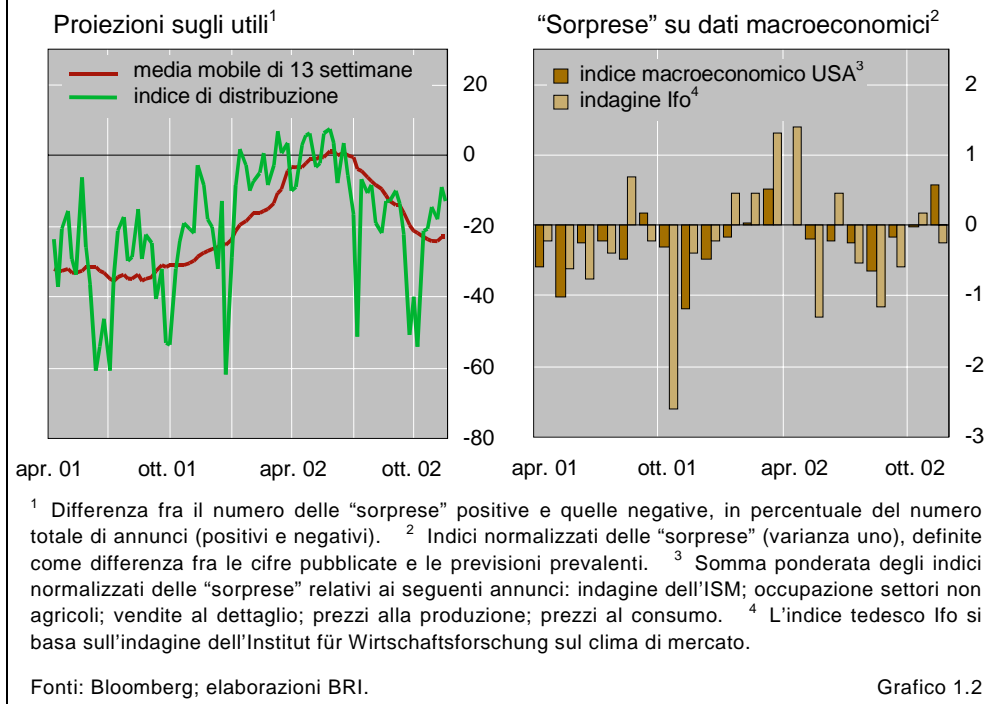 Proiezioni sugli utili1
media mobile di 13 settimane
indice di distribuzione
20
0
-20
-40
-60
-80
apr. 01 ott. 01 apr. 02 ott. 02
“Sorprese” su dati macroeconomici2
indice macroeconomico USA3
indagine Ifo4
2
1
0
-1
-2
-3
apr. 01 ott. 01 apr. 02 ott. 02
1 Differenza fra il numero delle “sorprese” positive e quelle negative, in percentuale del numero
totale di annunci (positivi e negativi). 2 Indici normalizzati delle “sorprese” (varianza uno), definite
come differenza fra le cifre pubblicate e le previsioni prevalenti. 3 Somma ponderata degli indici
normalizzati delle “sorprese” relativi ai seguenti annunci: indagine dell’ISM; occupazione settori non
agricoli; vendite al dettaglio; prezzi alla produzione; prezzi al consumo. 4 L’indice tedesco Ifo si
basa sull’indagine dell’Institut für Wirtschaftsforschung sul clima di mercato.
Fonti: Bloomberg; elaborazioni BRI. Grafico 1.2